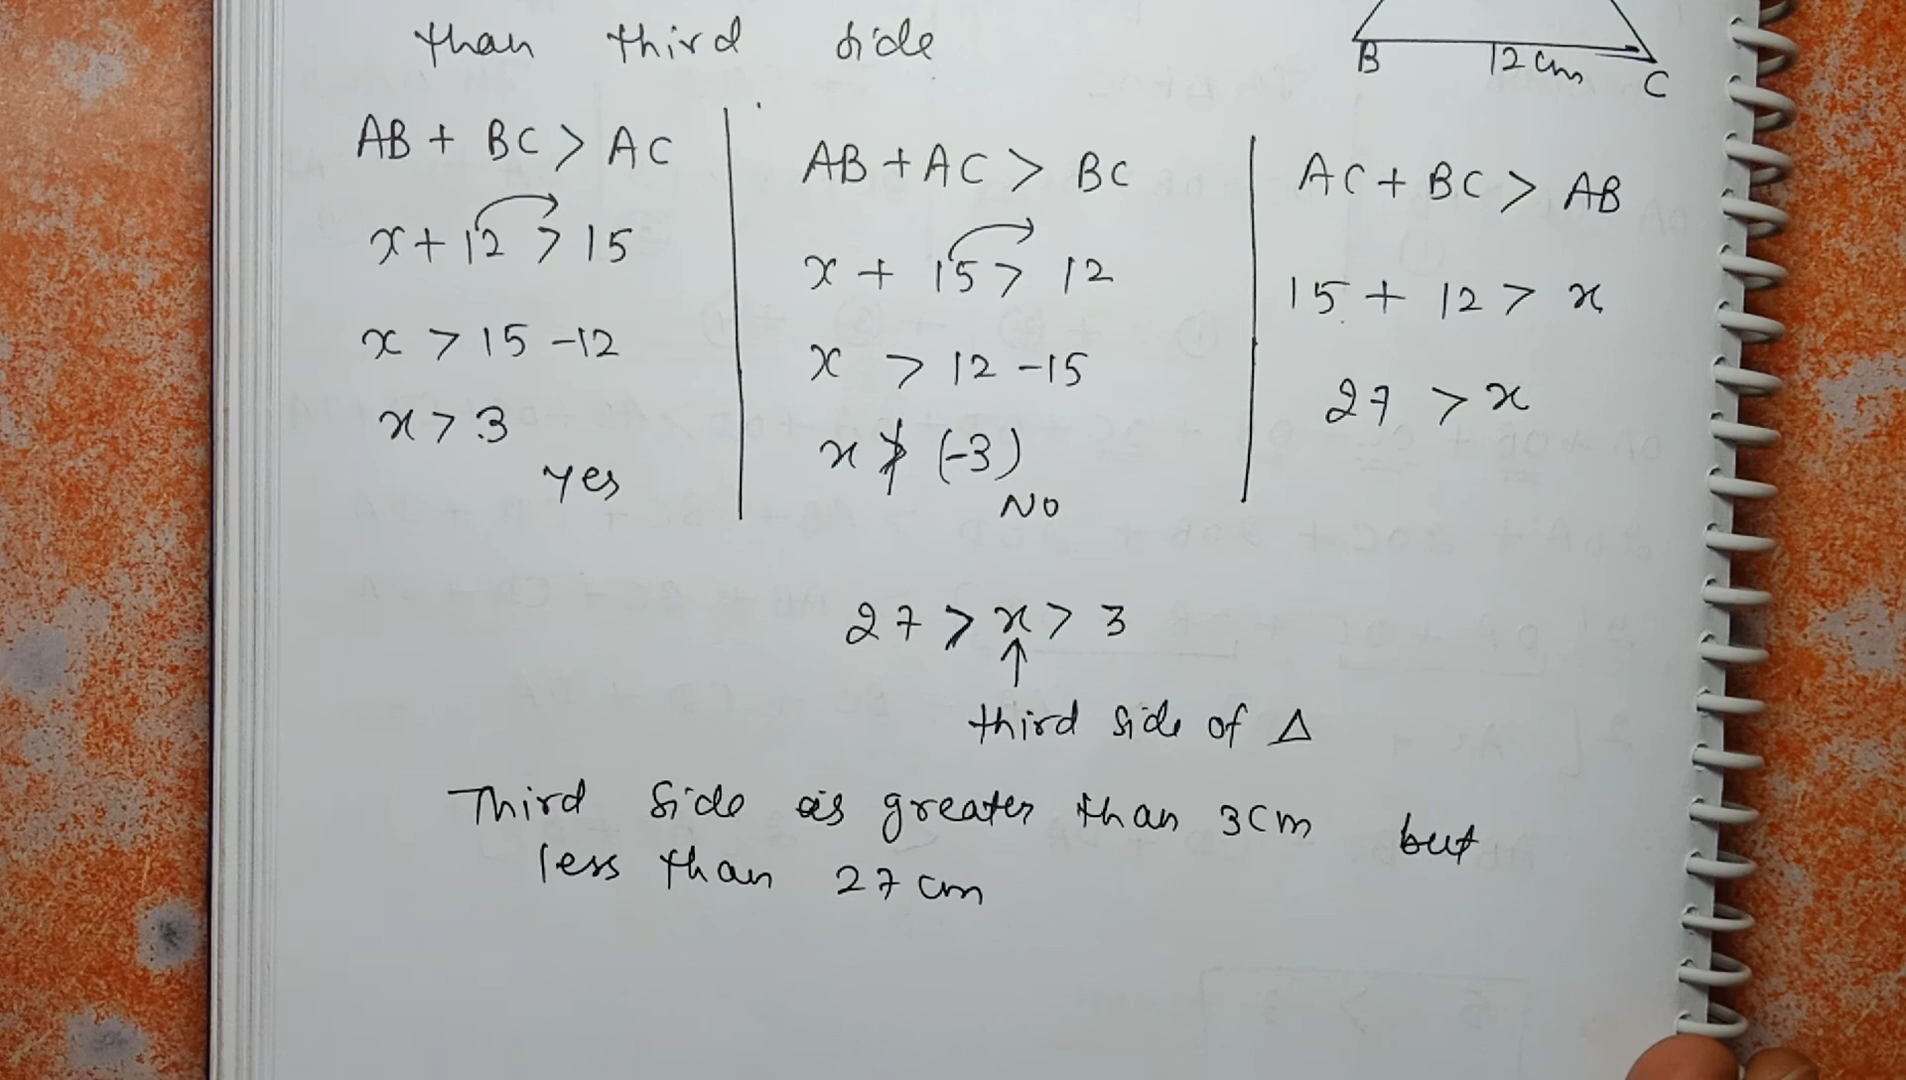 than third side
B 12 cm C
AB + BC > AC
x + 12 > 15
x > 15 - 12
x > 3
yes
AB + AC > BC
x + 15 > 12
x > 12 - 15
x ≯ (-3)
NO
AC + BC > AB
15 + 12 > x
27 > x
27 > x > 3
↑
third side of Δ
Third side is greater than 3cm but
less than 27 cm